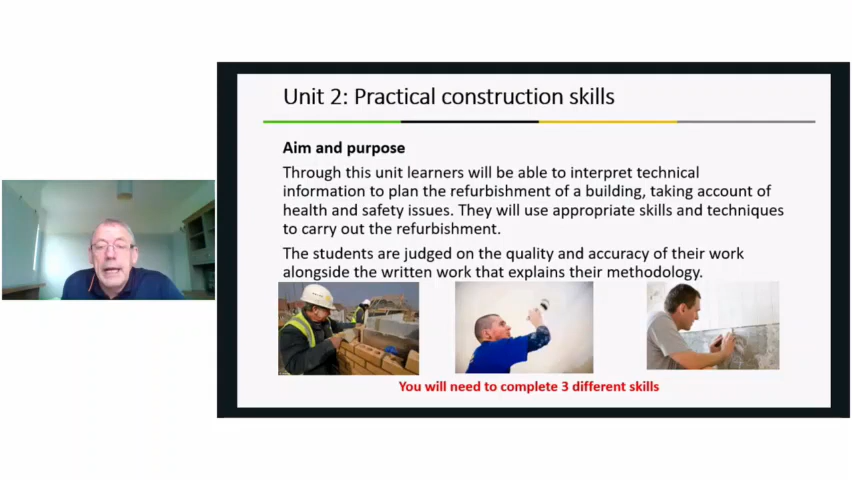 Unit 2: Practical construction skills
Aim and purpose
Through this unit learners will be able to interpret technical
information to plan the refurbishment of a building, taking account of
health and safety issues. They will use appropriate skills and techniques
to carry out the refurbishment.
The students are judged on the quality and accuracy of their work
alongside the written work that explains their methodology.
You will need to complete 3 different skills